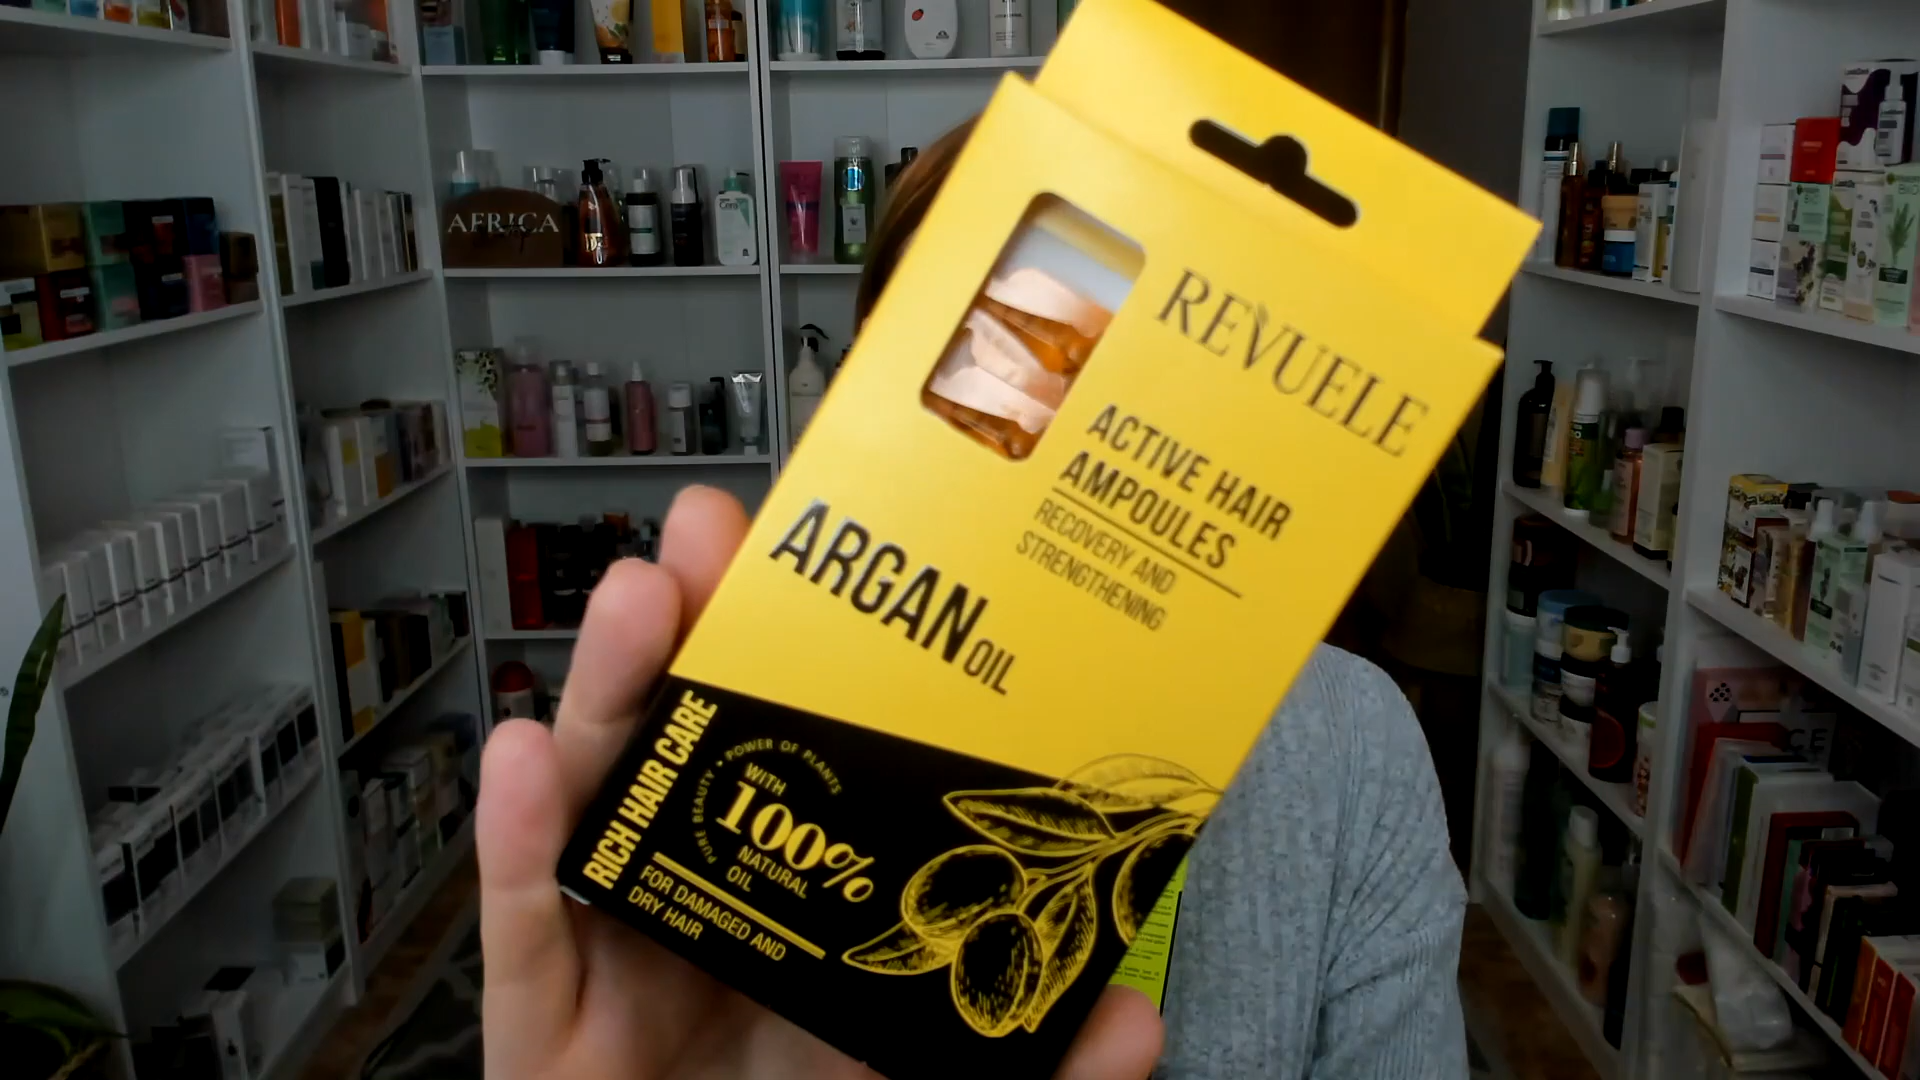 AFRICA
REVUELE
ACTIVE HAIR
AMPOULES
RECOVERY AND
STRENGTHENING
ARGAN OIL
RICH HAIR CARE
PURE BEAUTY • POWER OF PLANTS
WITH
100%
NATURAL
OIL
FOR DAMAGED AND
DRY HAIR